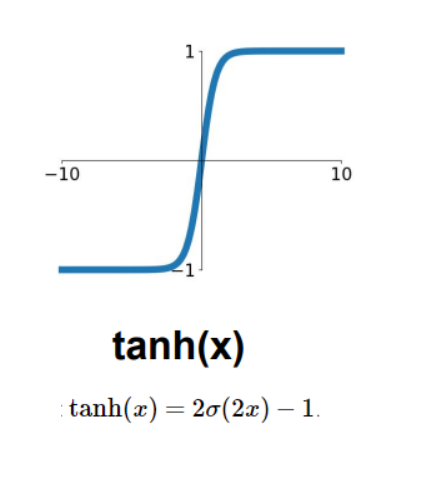 1
−10 10
−1
tanh(x)
tanh(x) = 2σ(2x) − 1.